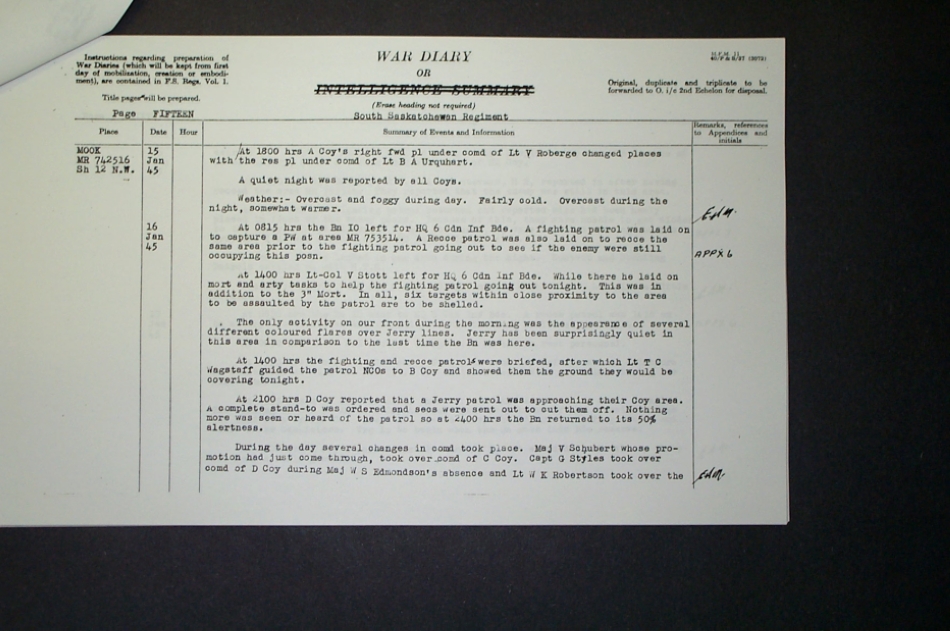 Instructions regarding preparation of
War Diaries (which will be kept from first
day of mobilization, creation or embodi-
ment), are contained in F.S. Regs. Vol. 1.
Title pages will be prepared.
WAR DIARY
OR
INTELLIGENCE SUMMARY
(Erase heading not required)
Original, duplicate and triplicate to be
forwarded to O. i/c 2nd Echelon for disposal.
Page FIFTEEN
South Saskatchewan Regiment
Place Date Hour Summary of Events and Information Remarks, references
to Appendices and
initials
MOOK 15 At 1800 hrs A Coy's right fwd pl under comd of Lt V Roberge changed places
MR 742516 Jan with the res pl under comd of Lt B A Urquhart.
Sh 12 N.W. 45
A quiet night was reported by all Coys.
Weather:- Overcast and foggy during day. Fairly cold. Overcast during the
night, somewhat warmer. Edm.
16 At 0815 hrs the Bn IO left for HQ 6 Cdn Inf Bde. A fighting patrol was laid on
Jan to capture a PW at area MR 753514. A Recce patrol was also laid on to recce the
45 same area prior to the fighting patrol going out to see if the enemy were still
occupying this posn. APPX 6
At 1400 hrs Lt-Col V Stott left for HQ 6 Cdn Inf Bde. While there he laid on
mort and arty tasks to help the fighting patrol going out tonight. This was in
addition to the 3" Mort. In all, six targets within close proximity to the area
to be assaulted by the patrol are to be shelled.
The only activity on our front during the morning was the appearance of several
different coloured flares over Jerry lines. Jerry has been surprisingly quiet in
this area in comparison to the last time the Bn was here.
At 1400 hrs the fighting and recce patrols were briefed, after which Lt T C
Wagstaff guided the patrol NCOs to B Coy and showed them the ground they would be
covering tonight.
At 2100 hrs D Coy reported that a Jerry patrol was approaching their Coy area.
A complete stand-to was ordered and secs were sent out to cut them off. Nothing
more was seen or heard of the patrol so at 2400 hrs the Bn returned to its 50%
alertness.
During the day several changes in comd took place. Maj V Schubert whose pro-
motion had just come through, took over comd of C Coy. Capt G Styles took over
comd of D Coy during Maj W S Edmondson's absence and Lt W K Robertson took over the Edm.